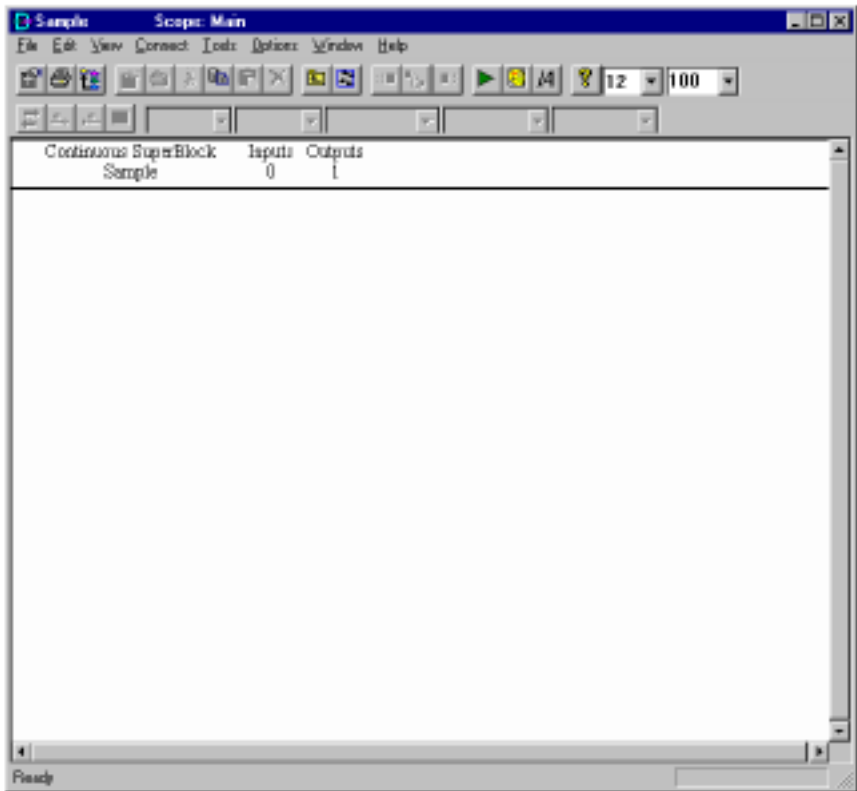 Sample Scope: Main
File Edit View Connect Tools Options Window Help
12 100
Continuous SuperBlock Inputs Outputs
Sample 0 1
Ready